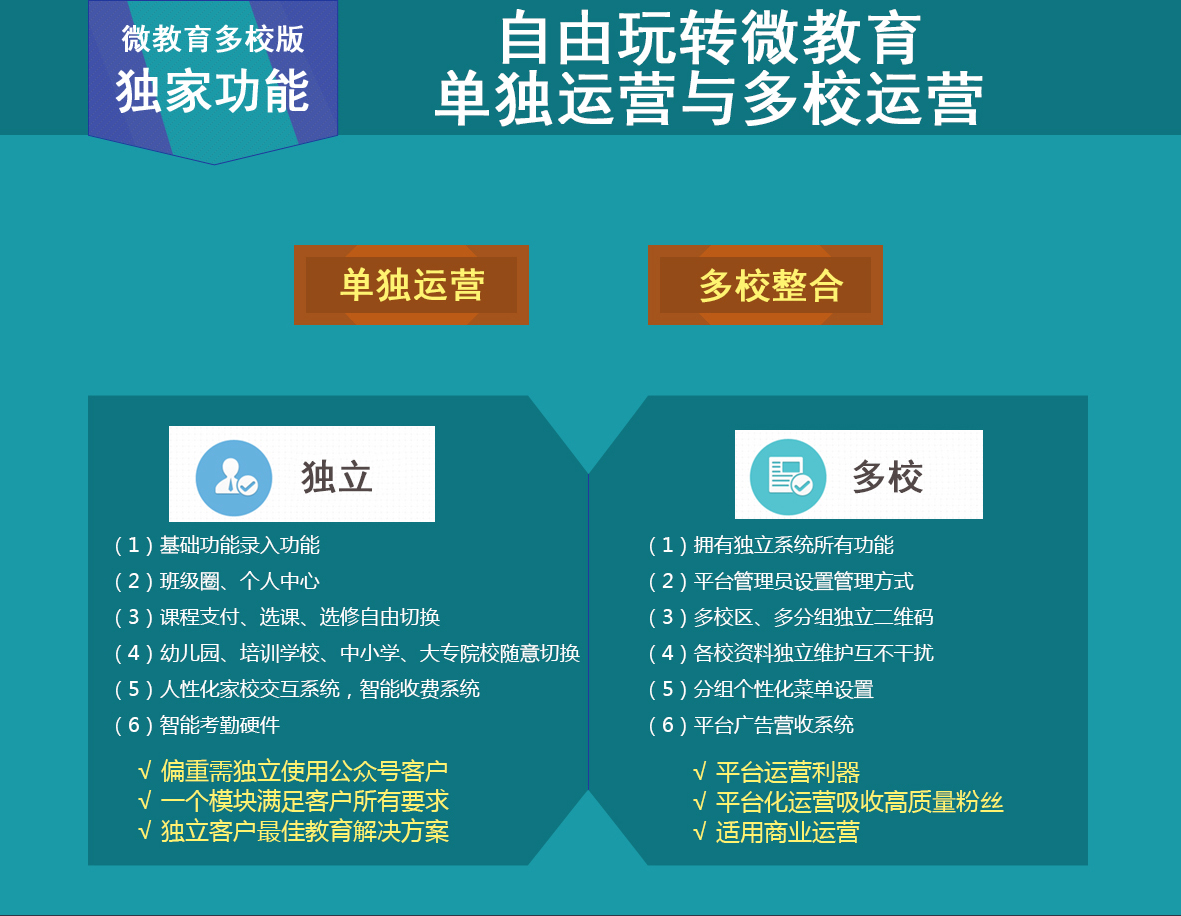 微教育多校版
独家功能
自由玩转微教育
单独运营与多校运营
单独运营
多校整合
独立
（1）基础功能录入功能
（2）班级圈、个人中心
（3）课程支付、选课、选修自由切换
（4）幼儿园、培训学校、中小学、大专院校随意切换
（5）人性化家校交互系统，智能收费系统
（6）智能考勤硬件
√ 偏重需独立使用公众号客户
√ 一个模块满足客户所有要求
√ 独立客户最佳教育解决方案
多校
（1）拥有独立系统所有功能
（2）平台管理员设置管理方式
（3）多校区、多分组独立二维码
（4）各校资料独立维护互不干扰
（5）分组个性化菜单设置
（6）平台广告营收系统
√ 平台运营利器
√ 平台化运营吸收高质量粉丝
√ 适用商业运营